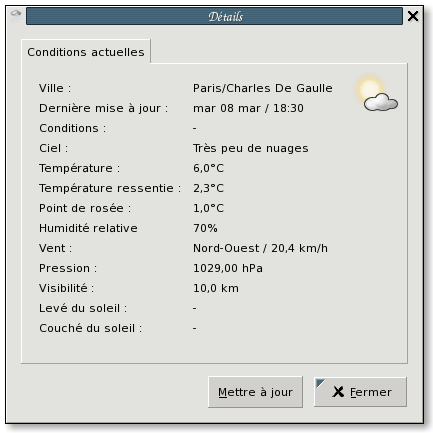 Détails
Conditions actuelles
Ville : Paris/Charles De Gaulle
Dernière mise à jour : mar 08 mar / 18:30
Conditions : -
Ciel : Très peu de nuages
Température : 6,0°C
Température ressentie : 2,3°C
Point de rosée : 1,0°C
Humidité relative 70%
Vent : Nord-Ouest / 20,4 km/h
Pression : 1029,00 hPa
Visibilité : 10,0 km
Levé du soleil : -
Couché du soleil : -
Mettre à jour Fermer